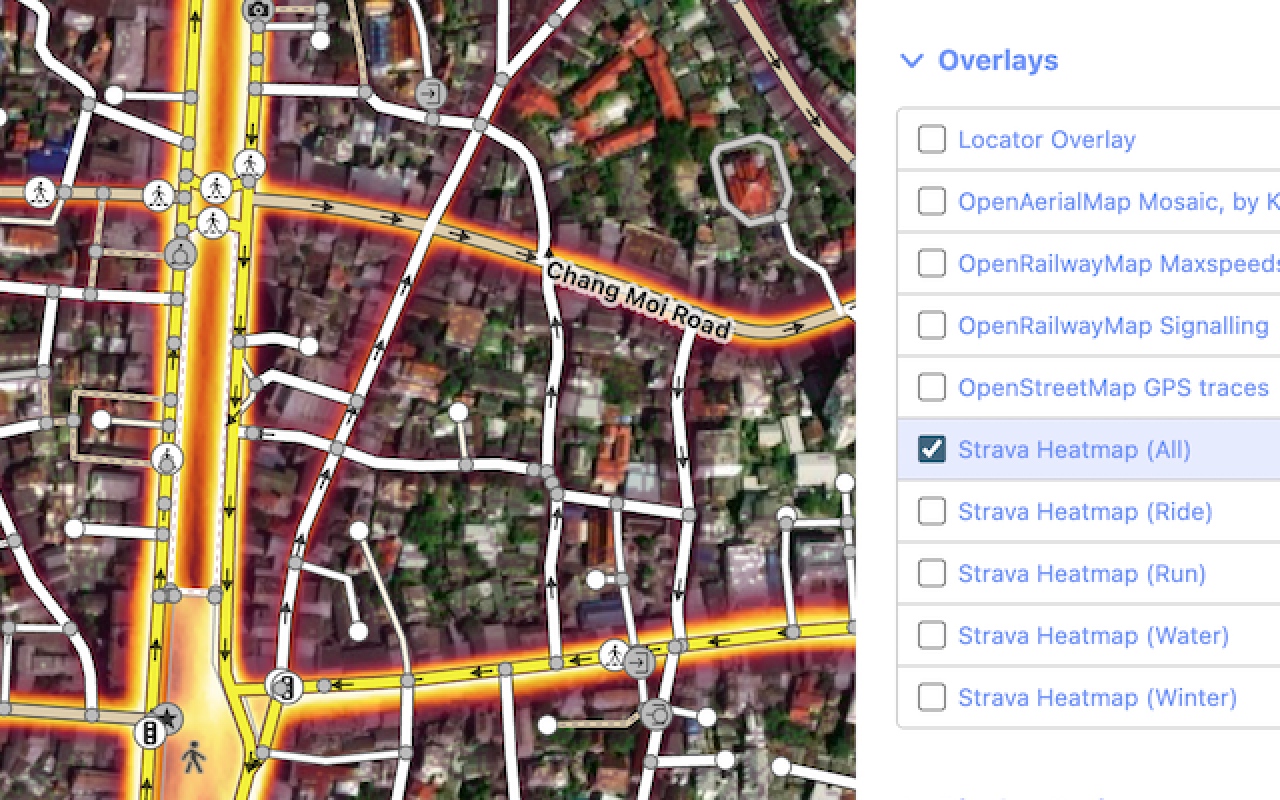 Overlays
Locator Overlay
OpenAerialMap Mosaic, by K
OpenRailwayMap Maxspeeds
OpenRailwayMap Signalling
OpenStreetMap GPS traces
Strava Heatmap (All)
Strava Heatmap (Ride)
Strava Heatmap (Run)
Strava Heatmap (Water)
Strava Heatmap (Winter)
Chang Moi Road